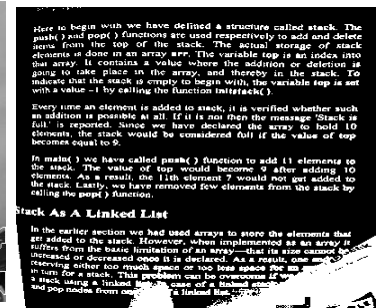 Here to begin with we have defined a structure called stack. The
push( ) and pop( ) functions are used respectively to add and delete
items from the top of the stack. The actual storage of stack
elements is done in an array arr. The variable top is an index into
that array. It contains a value where the addition or deletion is
going to take place in the array, and thereby in the stack. To
indicate that the stack is empty to begin with, the variable top is set
with a value –1 by calling the function initstack( ).
Every time an element is added to stack, it is verified whether such
an addition is possible at all. If it is not then the message 'Stack is
full.' is reported. Since we have declared the array to hold 10
elements, the stack would be considered full if the value of top
becomes equal to 9.
In main( ) we have called push( ) function to add 11 elements to
the stack. The value of top would become 9 after adding 10
elements. As a result, the 11th element 7 would not get added to
the stack. Lastly, we have removed few elements from the stack by
calling the pop( ) function.
Stack As A Linked List
In the earlier section we had used arrays to store the elements that
get added to the stack. However, when implemented as an array it
suffers from the basic limitation of an array—that its size cannot be
increased or decreased once it is declared. As a result, one ends
reserving either too much space or too less space for an
in turn for a stack. This problem can be overcome if we
a stack using a linked list. In case of a linked stack
and pop nodes from one of a linked list.